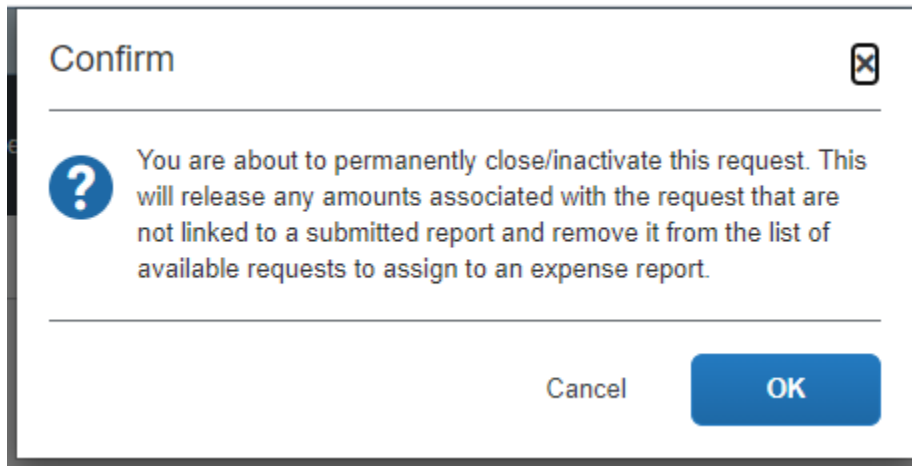 Confirm
You are about to permanently close/inactivate this request. This
will release any amounts associated with the request that are
not linked to a submitted report and remove it from the list of
available requests to assign to an expense report.
Cancel
OK